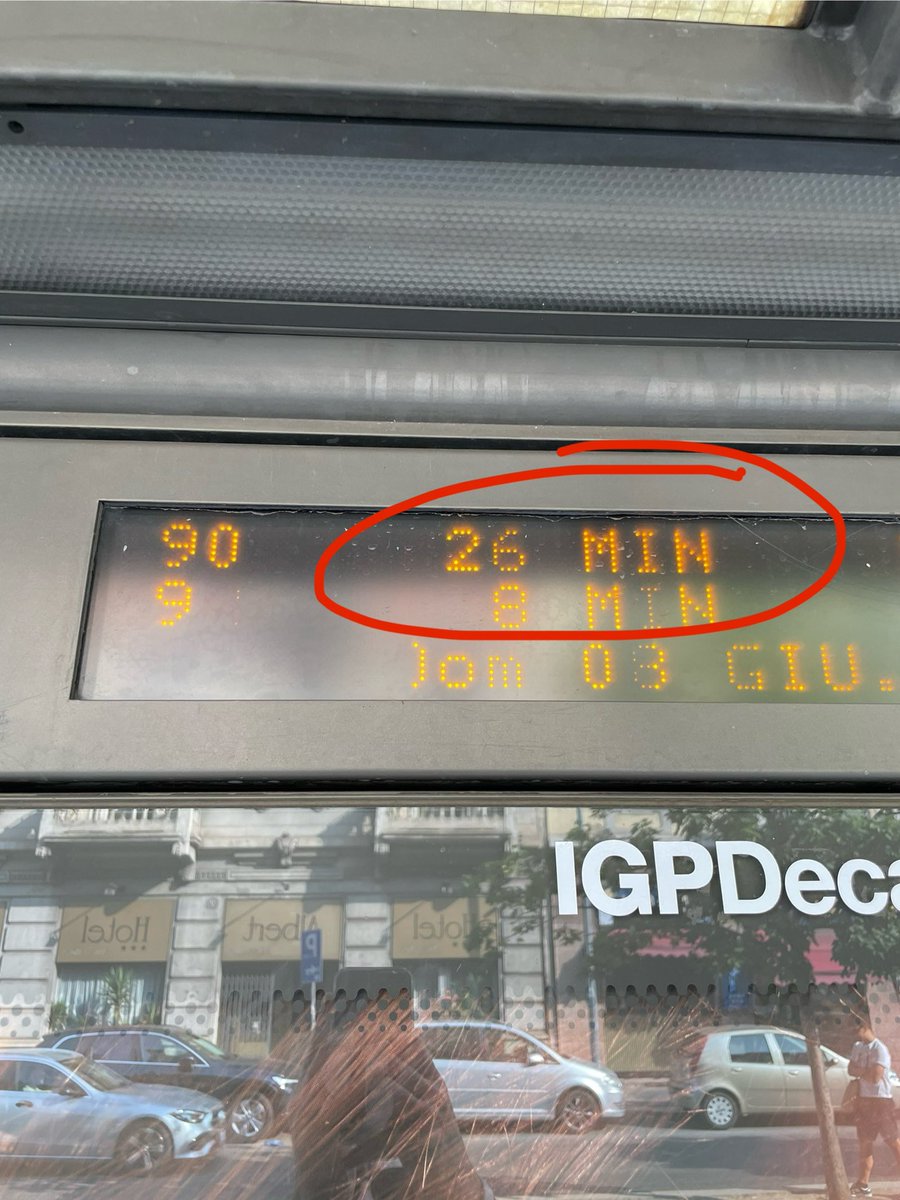 90 26 MIN
9 8 MIN
Dom 03 GIU.
IGPDeca
Hotel Albert Hotel
P